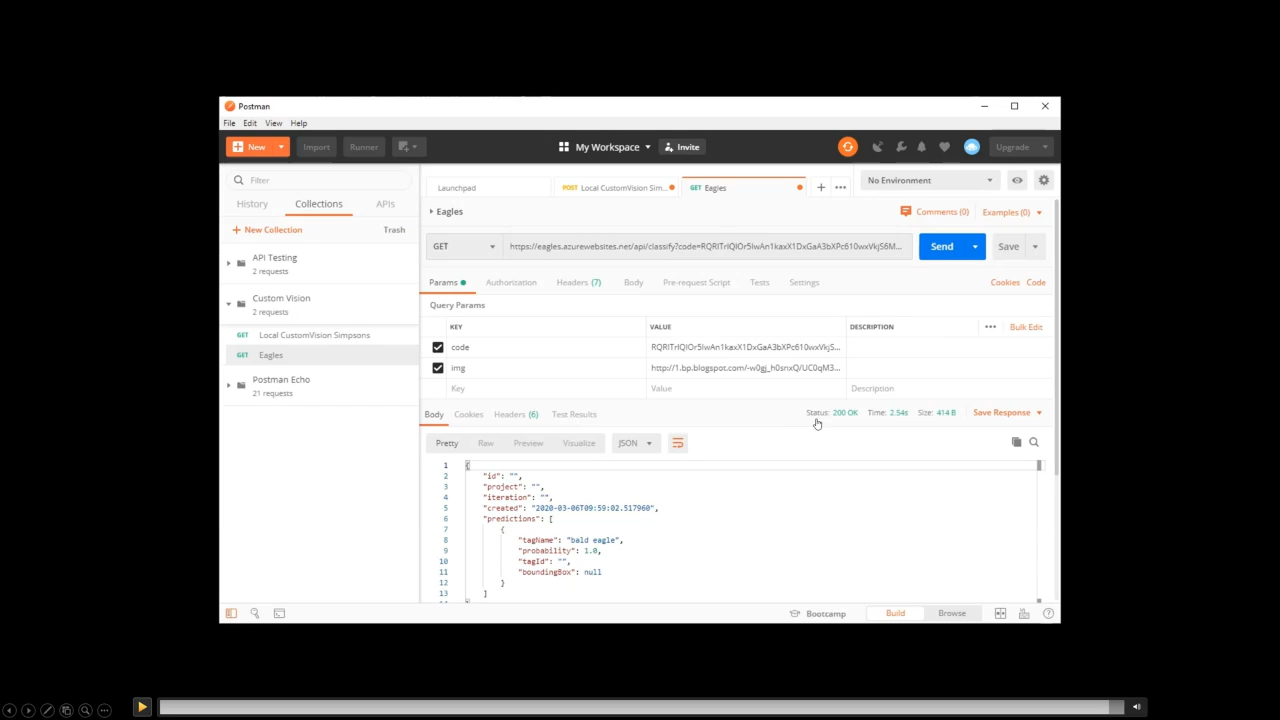 Postman
File Edit View Help
New Import Runner My Workspace Invite Upgrade
Filter
History Collections APIs
New Collection Trash
API Testing
2 requests
Custom Vision
2 requests
GET Local CustomVision Simpsons
GET Eagles
Postman Echo
21 requests
Launchpad POST Local CustomVision Sim... GET Eagles No Environment
Eagles Comments (0) Examples (0)
GET Send Save
Params Authorization Headers (7) Body Pre-request Script Tests Settings Cookies Code
Query Params
KEY VALUE DESCRIPTION Bulk Edit
code
img http://1.bp.blogspot.com/-w0gj_h0snxQ/UC0qM3...
Key Value Description
Body Cookies Headers (6) Test Results Status: 200 OK Time: 2.54s Size: 414 B Save Response
Pretty Raw Preview Visualize JSON
1 {
2 "id": "",
3 "project": "",
4 "iteration": "",
5 "created": "2020-03-06T09:59:02.517960",
6 "predictions": [
7 {
8 "tagName": "bald eagle",
9 "probability": 1.0,
10 "tagId": "",
11 "boundingBox": null
12 }
13 ]
Bootcamp Build Browse